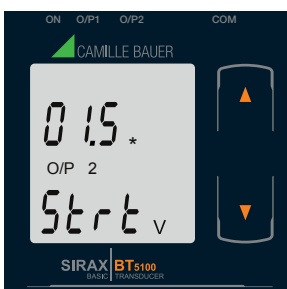 ON O/P1 O/P2 COM
CAMILLE BAUER
01.5 *
O/P 2
Strt V
SIRAX BT5100
BASIC TRANSDUCER